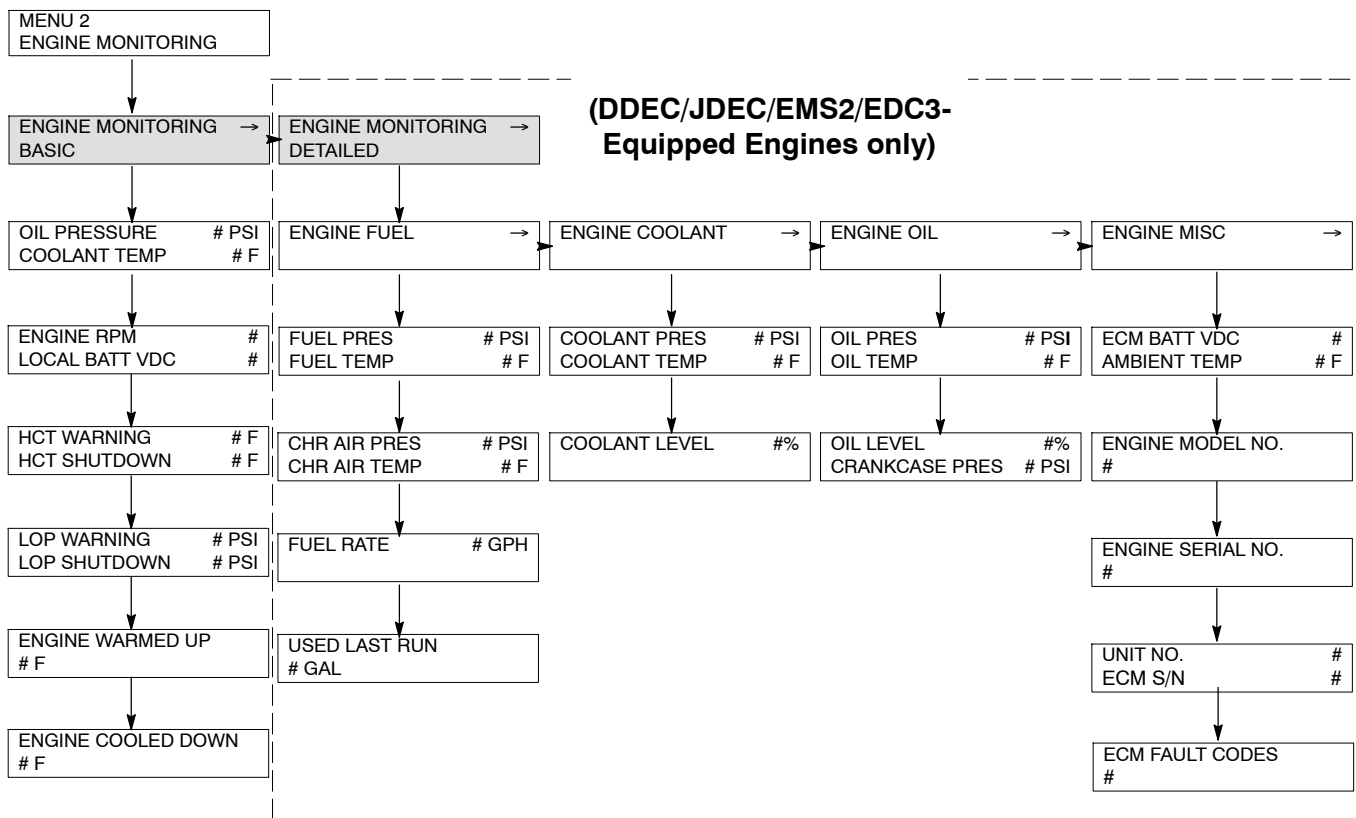 MENU 2
ENGINE MONITORING
(DDEC/JDEC/EMS2/EDC3-
Equipped Engines only)
ENGINE MONITORING →
BASIC
ENGINE MONITORING →
DETAILED
OIL PRESSURE # PSI
COOLANT TEMP # F
ENGINE RPM #
LOCAL BATT VDC #
HCT WARNING # F
HCT SHUTDOWN # F
LOP WARNING # PSI
LOP SHUTDOWN # PSI
ENGINE WARMED UP
# F
ENGINE COOLED DOWN
# F
ENGINE FUEL →
FUEL PRES # PSI
FUEL TEMP # F
CHR AIR PRES # PSI
CHR AIR TEMP # F
FUEL RATE # GPH
USED LAST RUN
# GAL
ENGINE COOLANT →
COOLANT PRES # PSI
COOLANT TEMP # F
COOLANT LEVEL #%
ENGINE OIL →
OIL PRES # PSI
OIL TEMP # F
OIL LEVEL #%
CRANKCASE PRES # PSI
ENGINE MISC →
ECM BATT VDC #
AMBIENT TEMP # F
ENGINE MODEL NO.
#
ENGINE SERIAL NO.
#
UNIT NO. #
ECM S/N #
ECM FAULT CODES
#